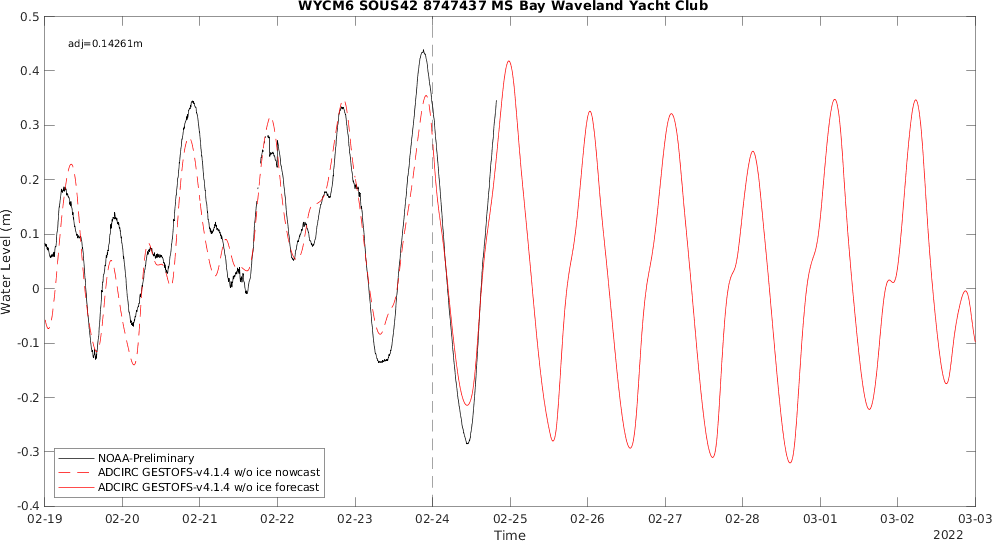 WYCM6 SOUS42 8747437 MS Bay Waveland Yacht Club
adj=0.14261m
0.5
0.4
0.3
0.2
0.1
0
-0.1
-0.2
-0.3
-0.4
Water Level (m)
NOAA-Preliminary
ADCIRC GESTOFS-v4.1.4 w/o ice nowcast
ADCIRC GESTOFS-v4.1.4 w/o ice forecast
02-19 02-20 02-21 02-22 02-23 02-24 02-25 02-26 02-27 02-28 03-01 03-02 03-03
Time
2022